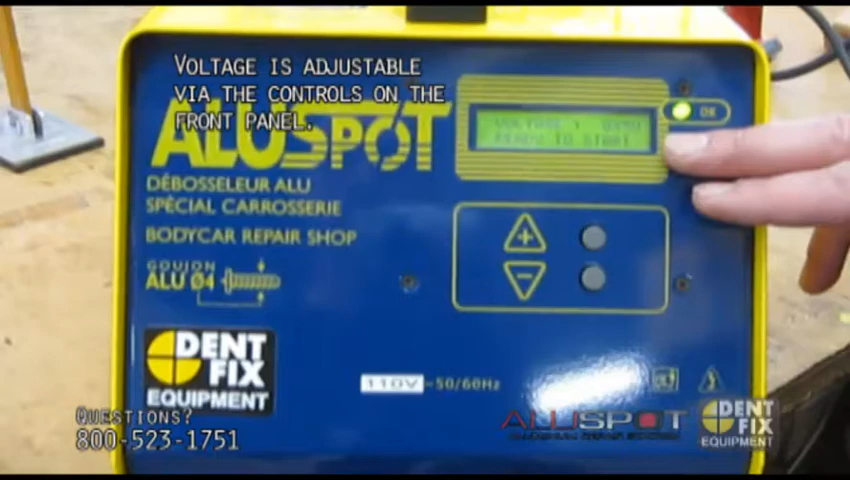 VOLTAGE IS ADJUSTABLE
VIA THE CONTROLS ON THE
FRONT PANEL.
ALUSPOT
OK
READY TO START
DÉBOSSELEUR ALU
SPÉCIAL CARROSSERIE
BODYCAR REPAIR SHOP
GOUJON
ALU Ø4
DENT
FIX
EQUIPMENT
110V ~50/60Hz
QUESTIONS?
800-523-1751
ALUSPOT
DENT
FIX
EQUIPMENT